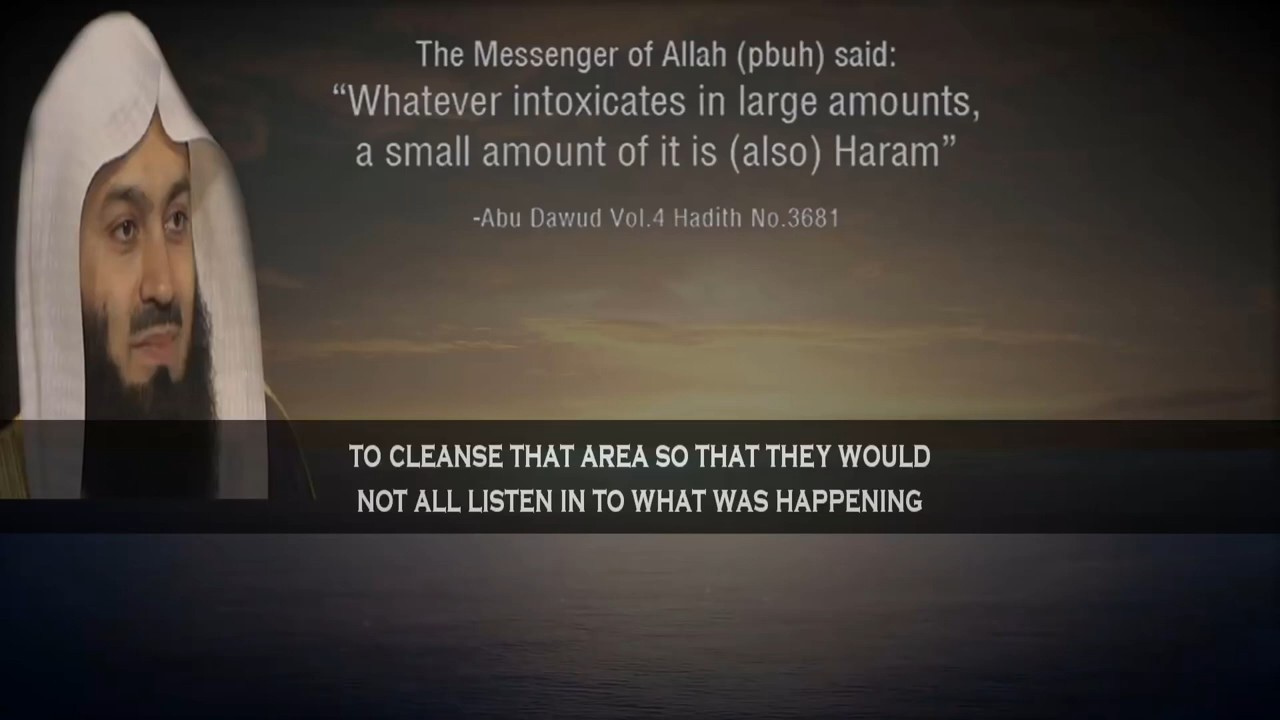 The Messenger of Allah (pbuh) said:
“Whatever intoxicates in large amounts,
a small amount of it is (also) Haram”
-Abu Dawud Vol.4 Hadith No.3681
TO CLEANSE THAT AREA SO THAT THEY WOULD
NOT ALL LISTEN IN TO WHAT WAS HAPPENING